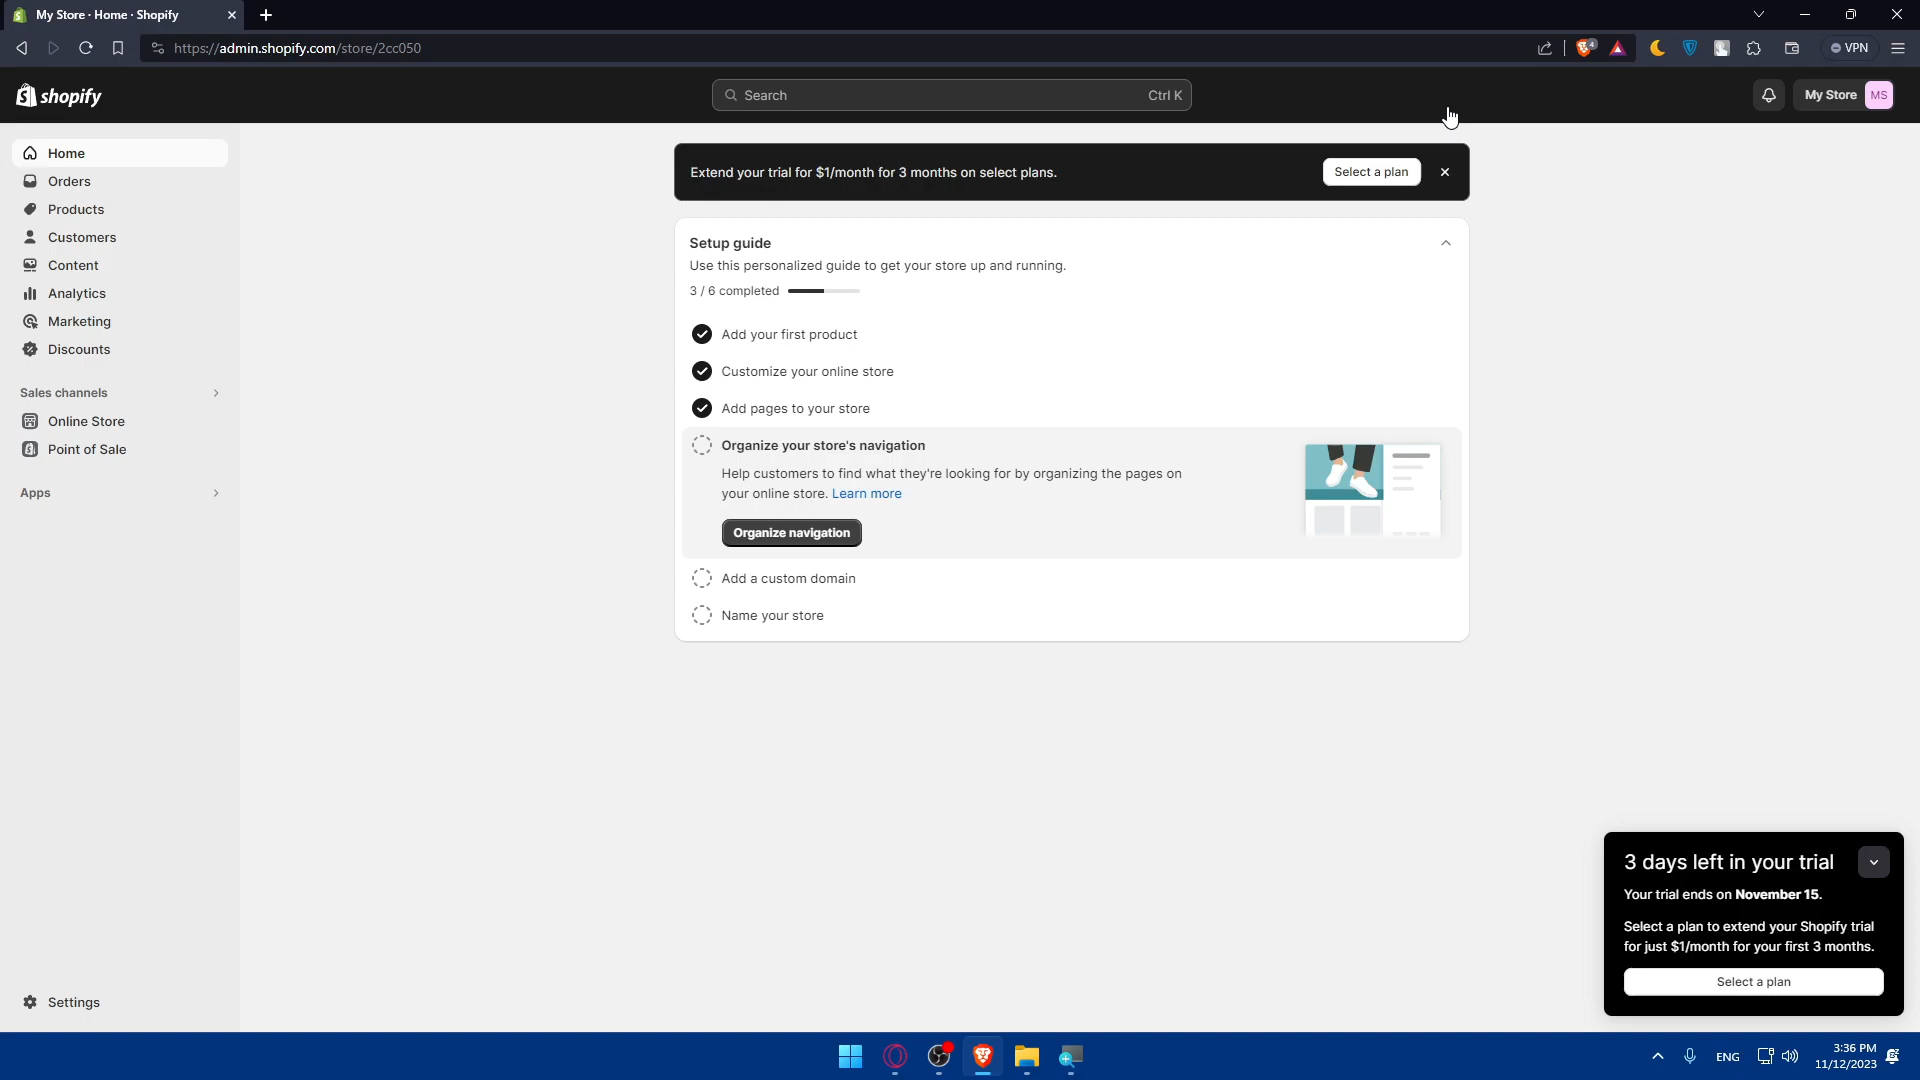 My Store · Home · Shopify
https://admin.shopify.com/store/2cc050
4
VPN
shopify
Search
Ctrl K
My Store
MS
Home
Orders
Products
Customers
Content
Analytics
Marketing
Discounts
Sales channels
Online Store
Point of Sale
Apps
Settings
Extend your trial for $1/month for 3 months on select plans.
Select a plan
Setup guide
Use this personalized guide to get your store up and running.
3 / 6 completed
Add your first product
Customize your online store
Add pages to your store
Organize your store's navigation
Help customers to find what they're looking for by organizing the pages on
your online store. Learn more
Organize navigation
Add a custom domain
Name your store
3 days left in your trial
Your trial ends on November 15.
Select a plan to extend your Shopify trial
for just $1/month for your first 3 months.
Select a plan
ENG
3:36 PM
11/12/2023